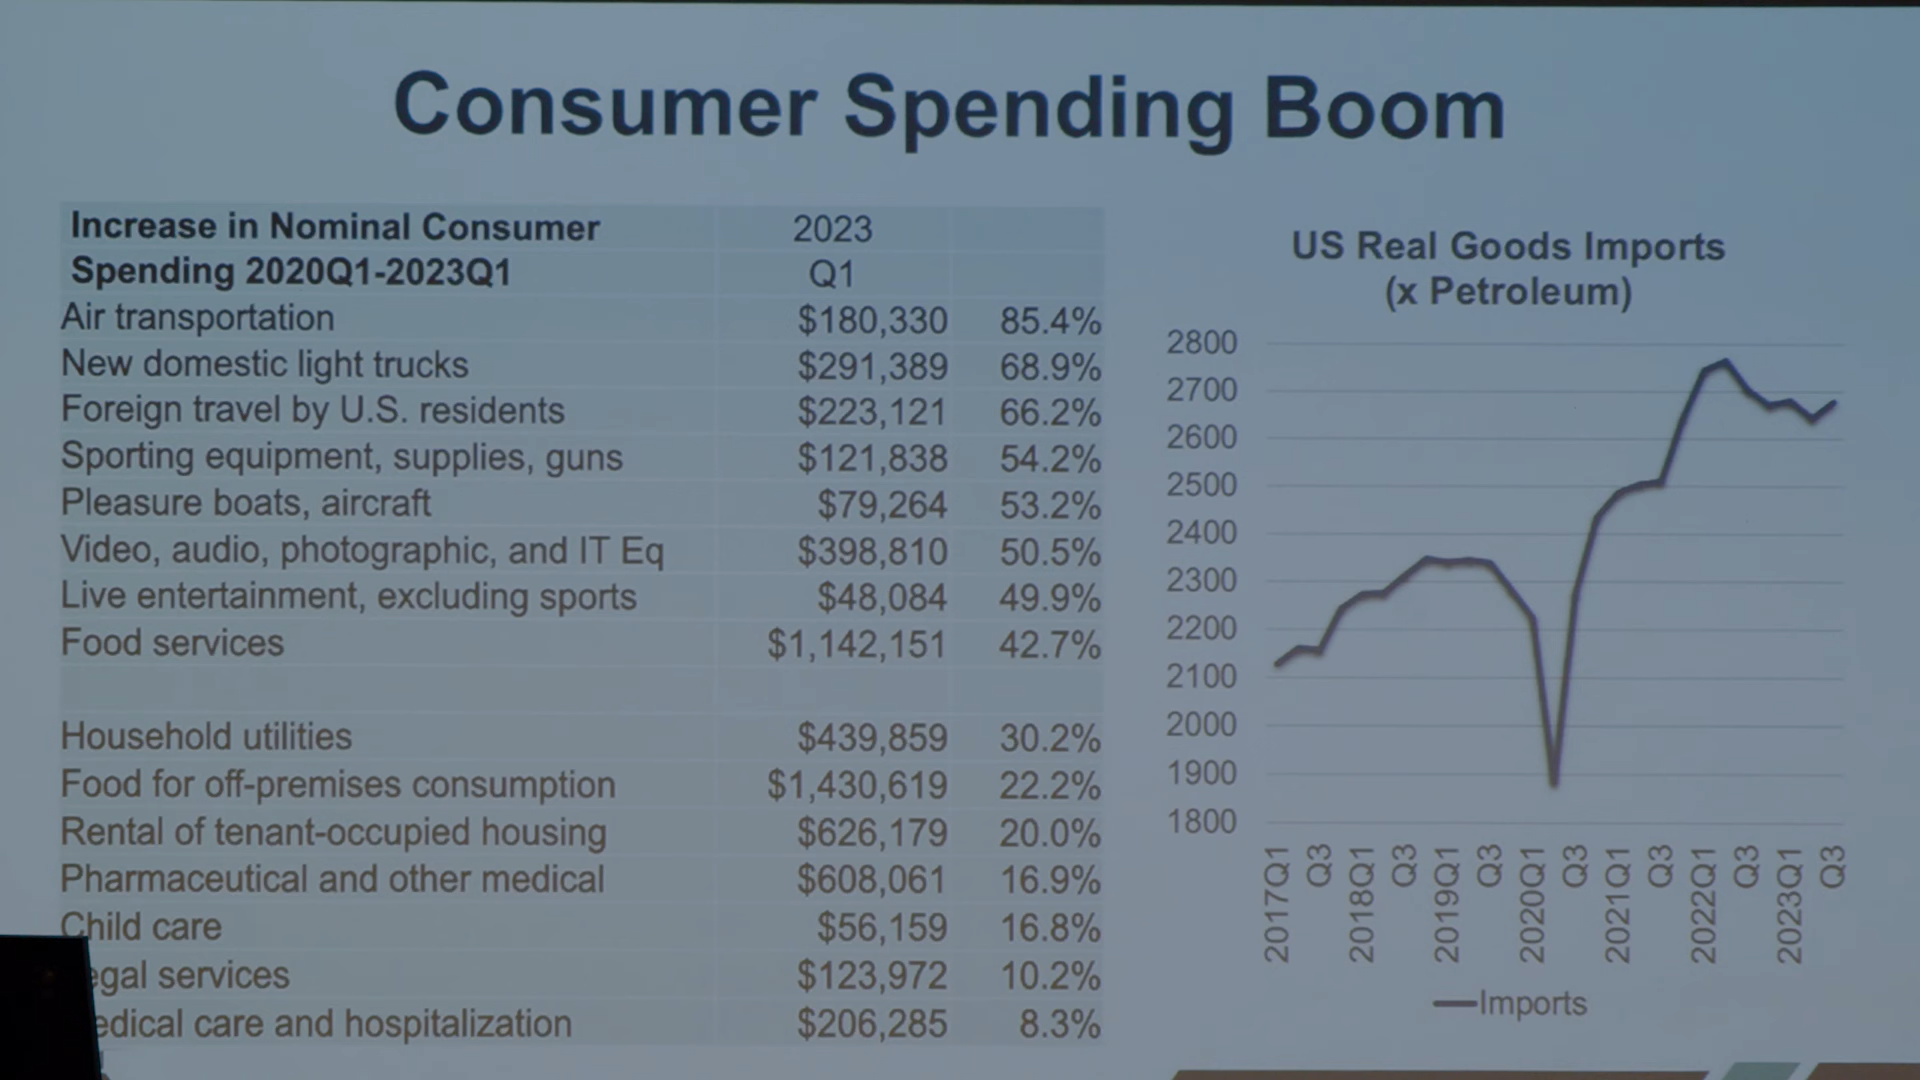 Consumer Spending Boom
Increase in Nominal Consumer 2023
Spending 2020Q1-2023Q1 Q1
Air transportation $180,330 85.4%
New domestic light trucks $291,389 68.9%
Foreign travel by U.S. residents $223,121 66.2%
Sporting equipment, supplies, guns $121,838 54.2%
Pleasure boats, aircraft $79,264 53.2%
Video, audio, photographic, and IT Eq $398,810 50.5%
Live entertainment, excluding sports $48,084 49.9%
Food services $1,142,151 42.7%
Household utilities $439,859 30.2%
Food for off-premises consumption $1,430,619 22.2%
Rental of tenant-occupied housing $626,179 20.0%
Pharmaceutical and other medical $608,061 16.9%
Child care $56,159 16.8%
egal services $123,972 10.2%
edical care and hospitalization $206,285 8.3%
US Real Goods Imports
(x Petroleum)
2800
2700
2600
2500
2400
2300
2200
2100
2000
1900
1800
2017Q1 Q3 2018Q1 Q3 2019Q1 Q3 2020Q1 Q3 2021Q1 Q3 2022Q1 Q3 2023Q1 Q3
Imports